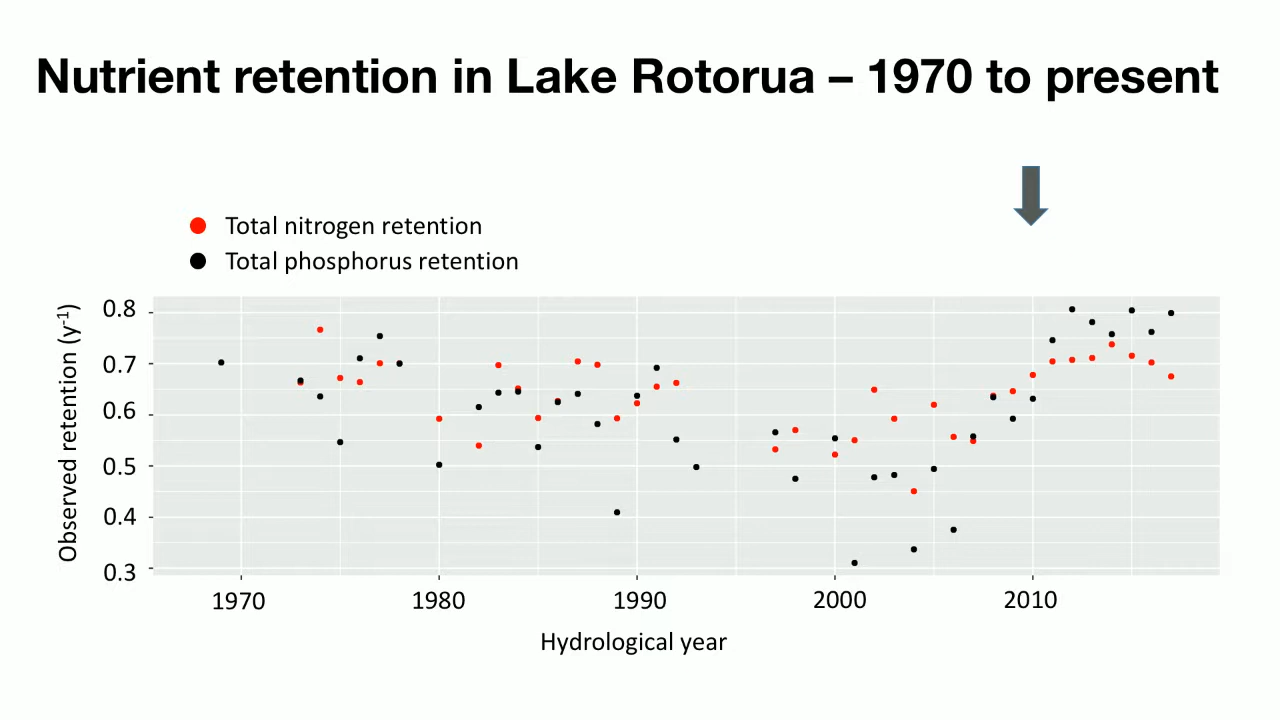 Nutrient retention in Lake Rotorua – 1970 to present
Total nitrogen retention
Total phosphorus retention
Observed retention (y⁻¹)
0.8
0.7
0.6
0.5
0.4
0.3
1970 1980 1990 2000 2010
Hydrological year